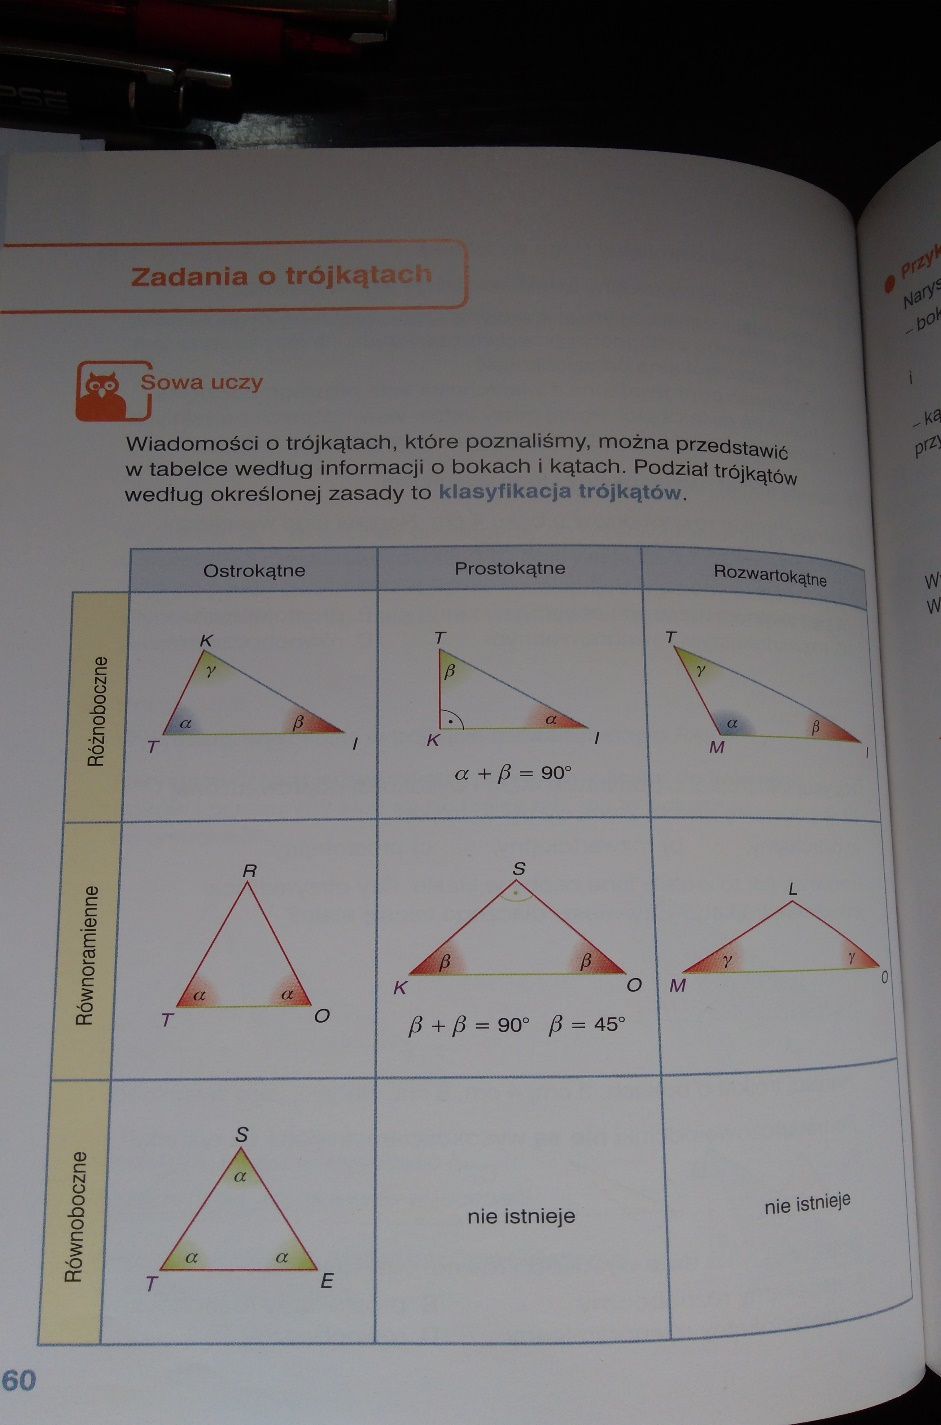 Zadania o trójkątach
Sowa uczy
Wiadomości o trójkątach, które poznaliśmy, można przedstawić
w tabelce według informacji o bokach i kątach. Podział trójkątów
według określonej zasady to klasyfikacja trójkątów.
Ostrokątne Prostokątne Rozwartokątne
Różnoboczne
K
γ
α β
T I
T
β
α
K I
α + β = 90°
T
γ
α β
M I
Równoramienne
R
α α
T O
S
β β
K O
β + β = 90° β = 45°
L
γ γ
M O
Równoboczne
S
α
α α
T E
nie istnieje
nie istnieje
60
i